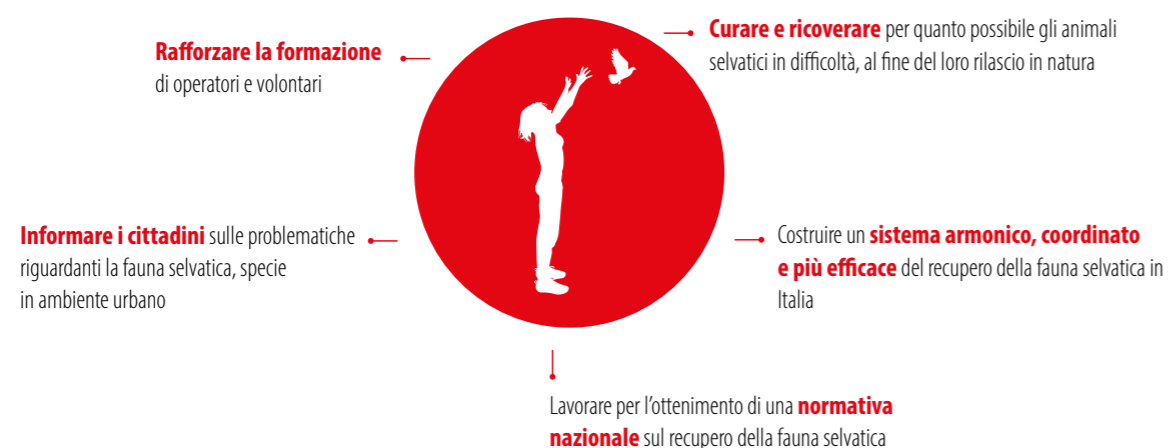 Rafforzare la formazione
di operatori e volontari
Curare e ricoverare per quanto possibile gli animali
selvatici in difficoltà, al fine del loro rilascio in natura
Informare i cittadini sulle problematiche
riguardanti la fauna selvatica, specie
in ambiente urbano
Costruire un sistema armonico, coordinato
e più efficace del recupero della fauna selvatica in
Italia
Lavorare per l’ottenimento di una normativa
nazionale sul recupero della fauna selvatica